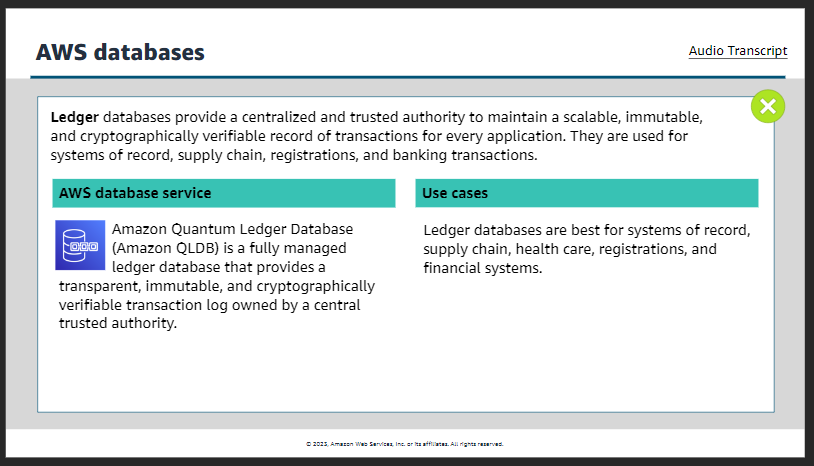 AWS databases
Audio Transcript
Ledger databases provide a centralized and trusted authority to maintain a scalable, immutable,
and cryptographically verifiable record of transactions for every application. They are used for
systems of record, supply chain, registrations, and banking transactions.
AWS database service
Amazon Quantum Ledger Database
(Amazon QLDB) is a fully managed
ledger database that provides a
transparent, immutable, and cryptographically
verifiable transaction log owned by a central
trusted authority.
Use cases
Ledger databases are best for systems of record,
supply chain, health care, registrations, and
financial systems.
© 2023, Amazon Web Services, Inc. or its affiliates. All rights reserved.